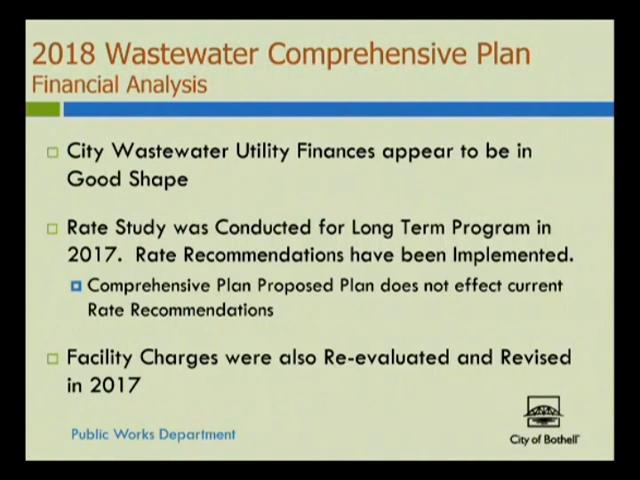 2018 Wastewater Comprehensive Plan
Financial Analysis
City Wastewater Utility Finances appear to be in
Good Shape
Rate Study was Conducted for Long Term Program in
2017. Rate Recommendations have been Implemented.
Comprehensive Plan Proposed Plan does not effect current
Rate Recommendations
Facility Charges were also Re-evaluated and Revised
in 2017
Public Works Department
City of Bothell